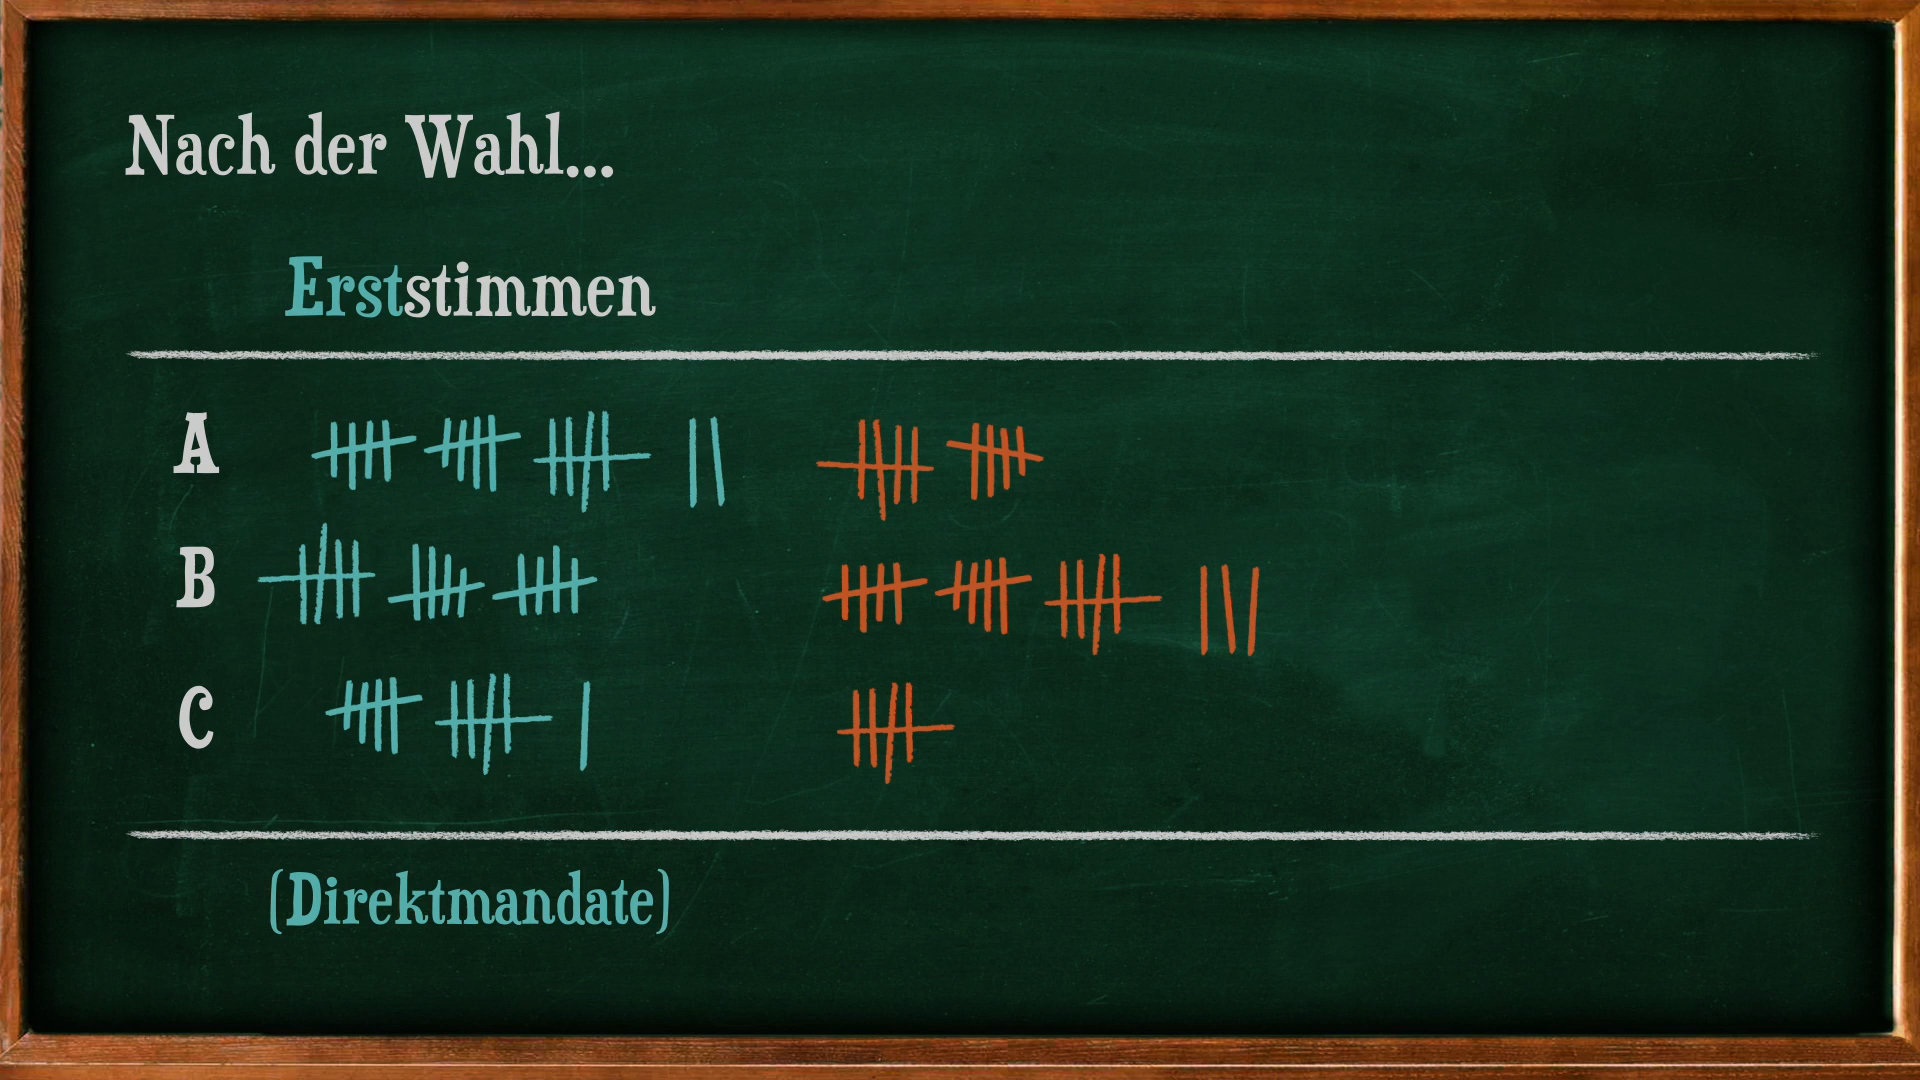 Nach der Wahl...
Erststimmen
A
B
C
(Direktmandate)